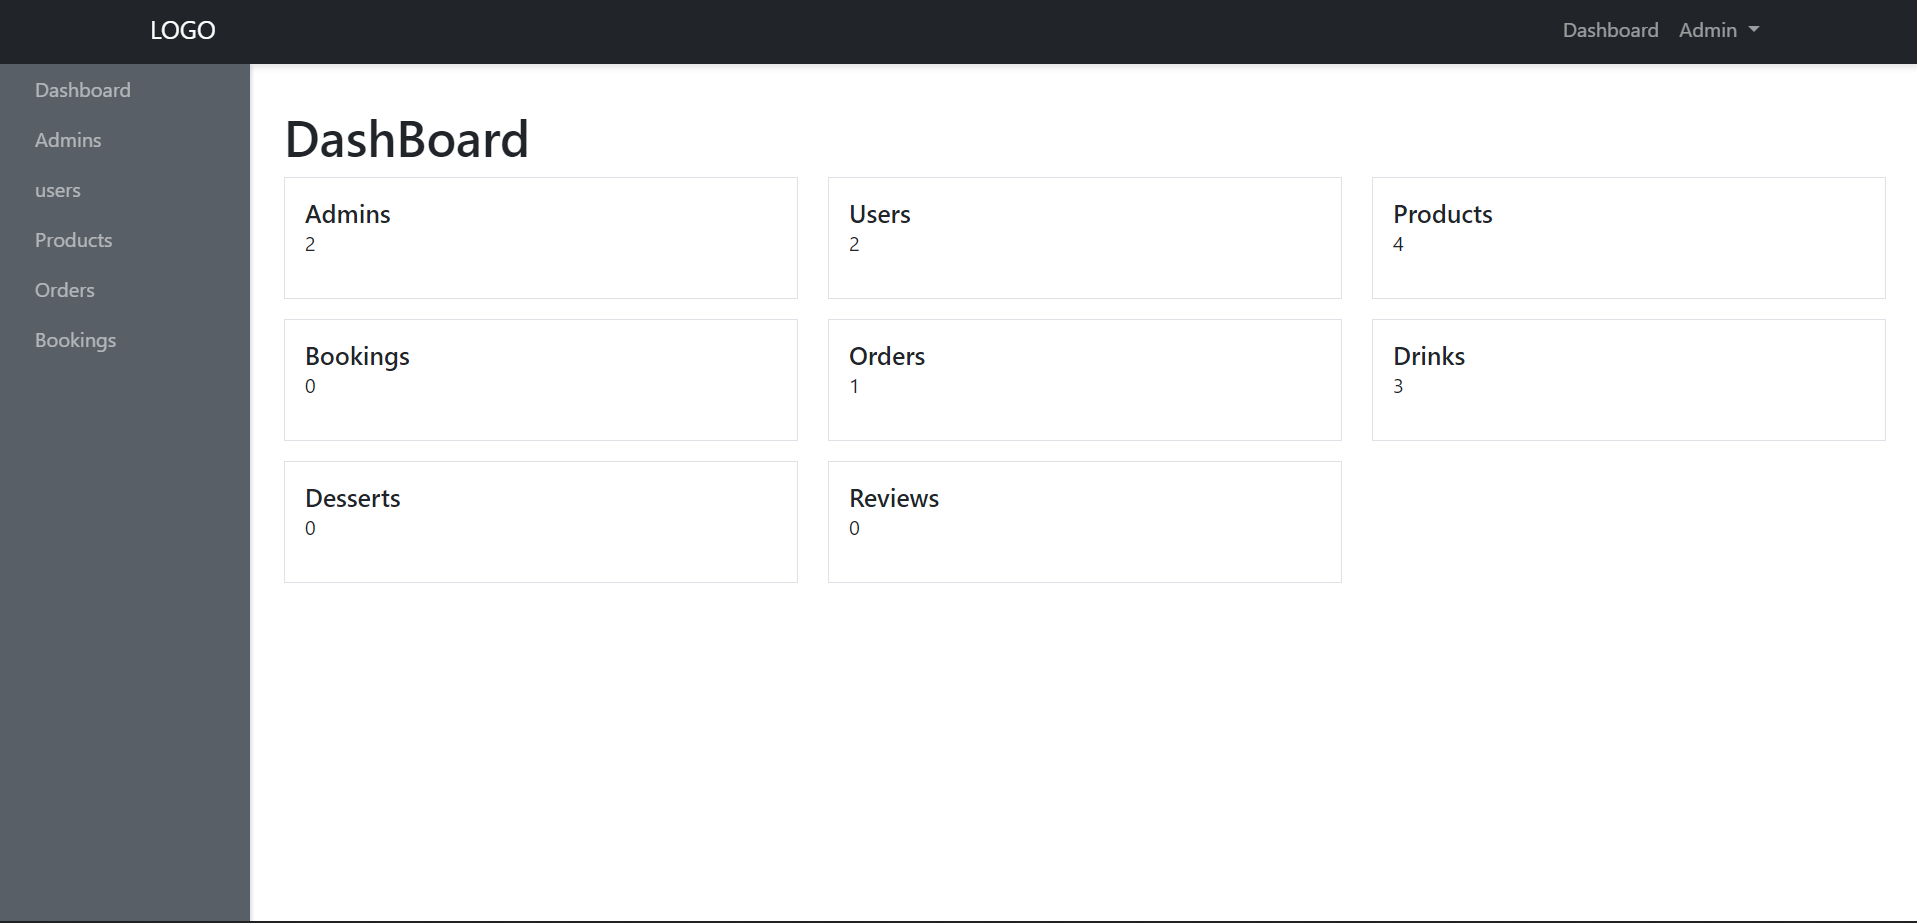 LOGO
Dashboard
Admin
Dashboard
Admins
users
Products
Orders
Bookings
DashBoard
Admins
2
Users
2
Products
4
Bookings
0
Orders
1
Drinks
3
Desserts
0
Reviews
0